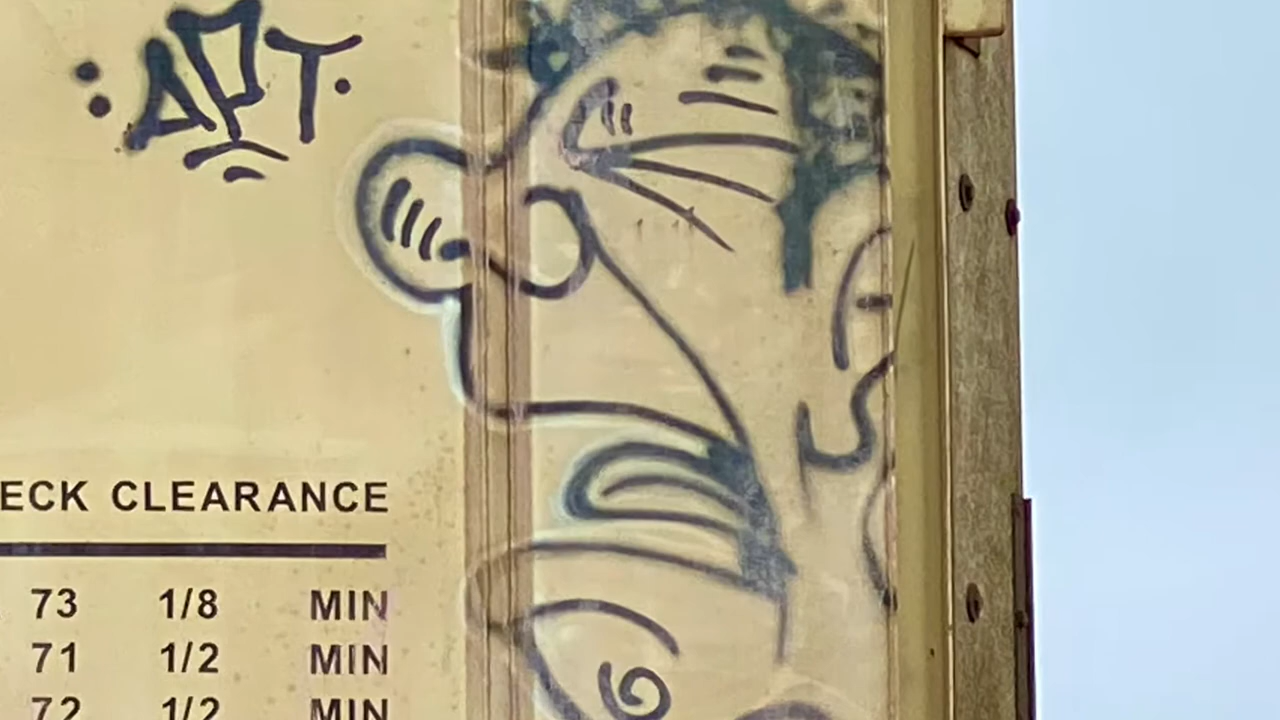 APT
ECK CLEARANCE
73 1/8 MIN
71 1/2 MIN
72 1/2 MIN